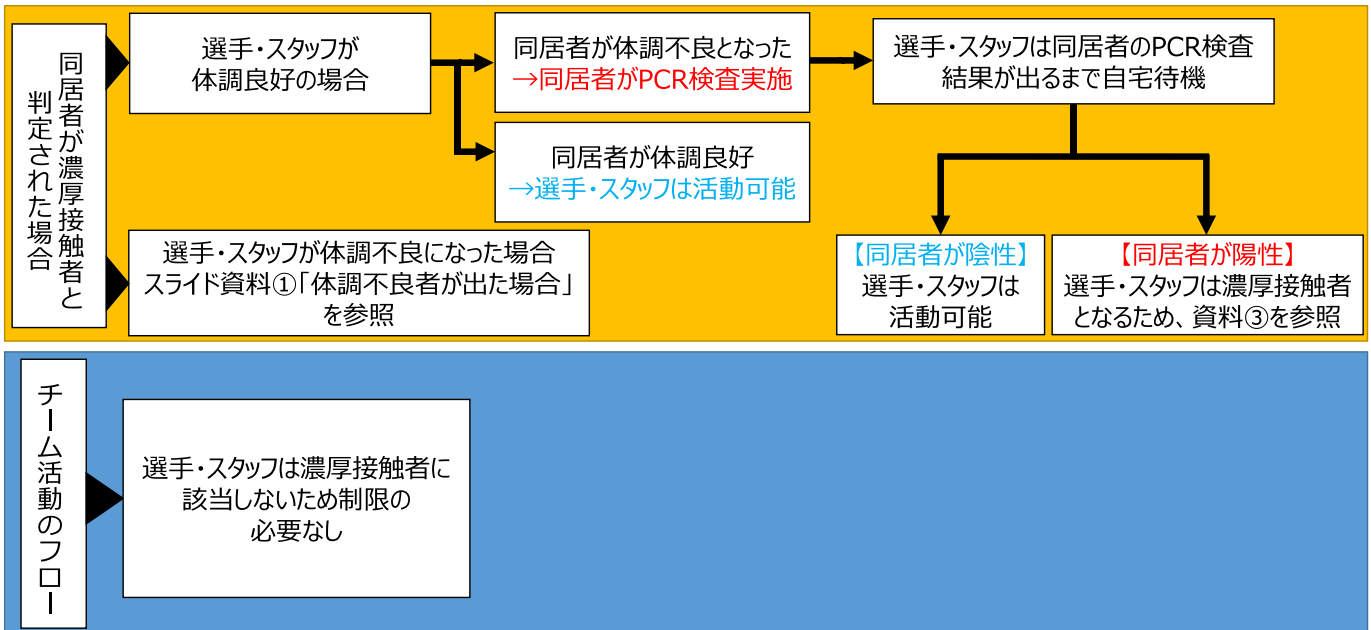 同居者が濃厚接触者と
判定された場合
選手・スタッフが
体調良好の場合
同居者が体調不良となった
→同居者がPCR検査実施
選手・スタッフは同居者のPCR検査
結果が出るまで自宅待機
同居者が体調良好
→選手・スタッフは活動可能
【同居者が陰性】
選手・スタッフは
活動可能
【同居者が陽性】
選手・スタッフは濃厚接触者
となるため、資料③を参照
選手・スタッフが体調不良になった場合
スライド資料①「体調不良者が出た場合」
を参照
チーム活動のフロー
選手・スタッフは濃厚接触者に
該当しないため制限の
必要なし